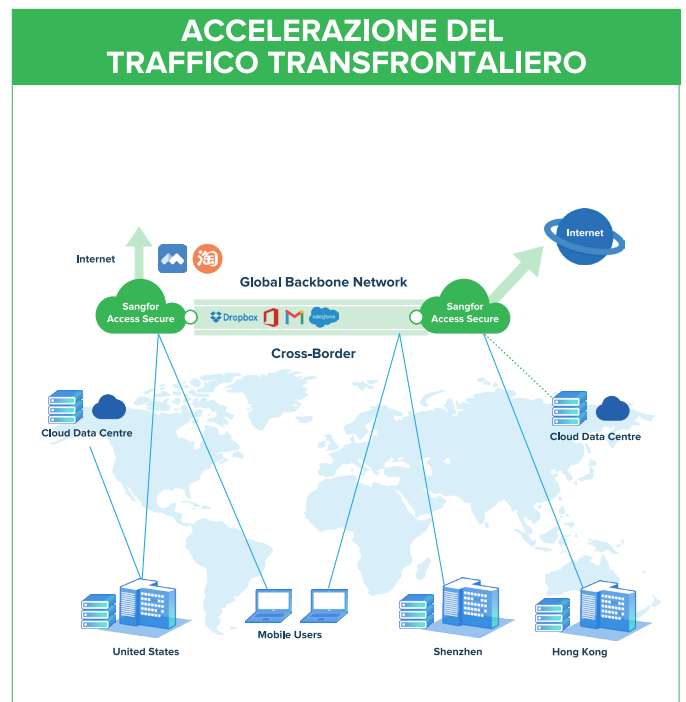 ACCELERAZIONE DEL
TRAFFICO TRANSFRONTALIERO
Internet
淘
Internet
Global Backbone Network
Sangfor
Access Secure
Dropbox
salesforce
Sangfor
Access Secure
Cross-Border
Cloud Data Centre
Cloud Data Centre
Mobile Users
United States
Shenzhen
Hong Kong